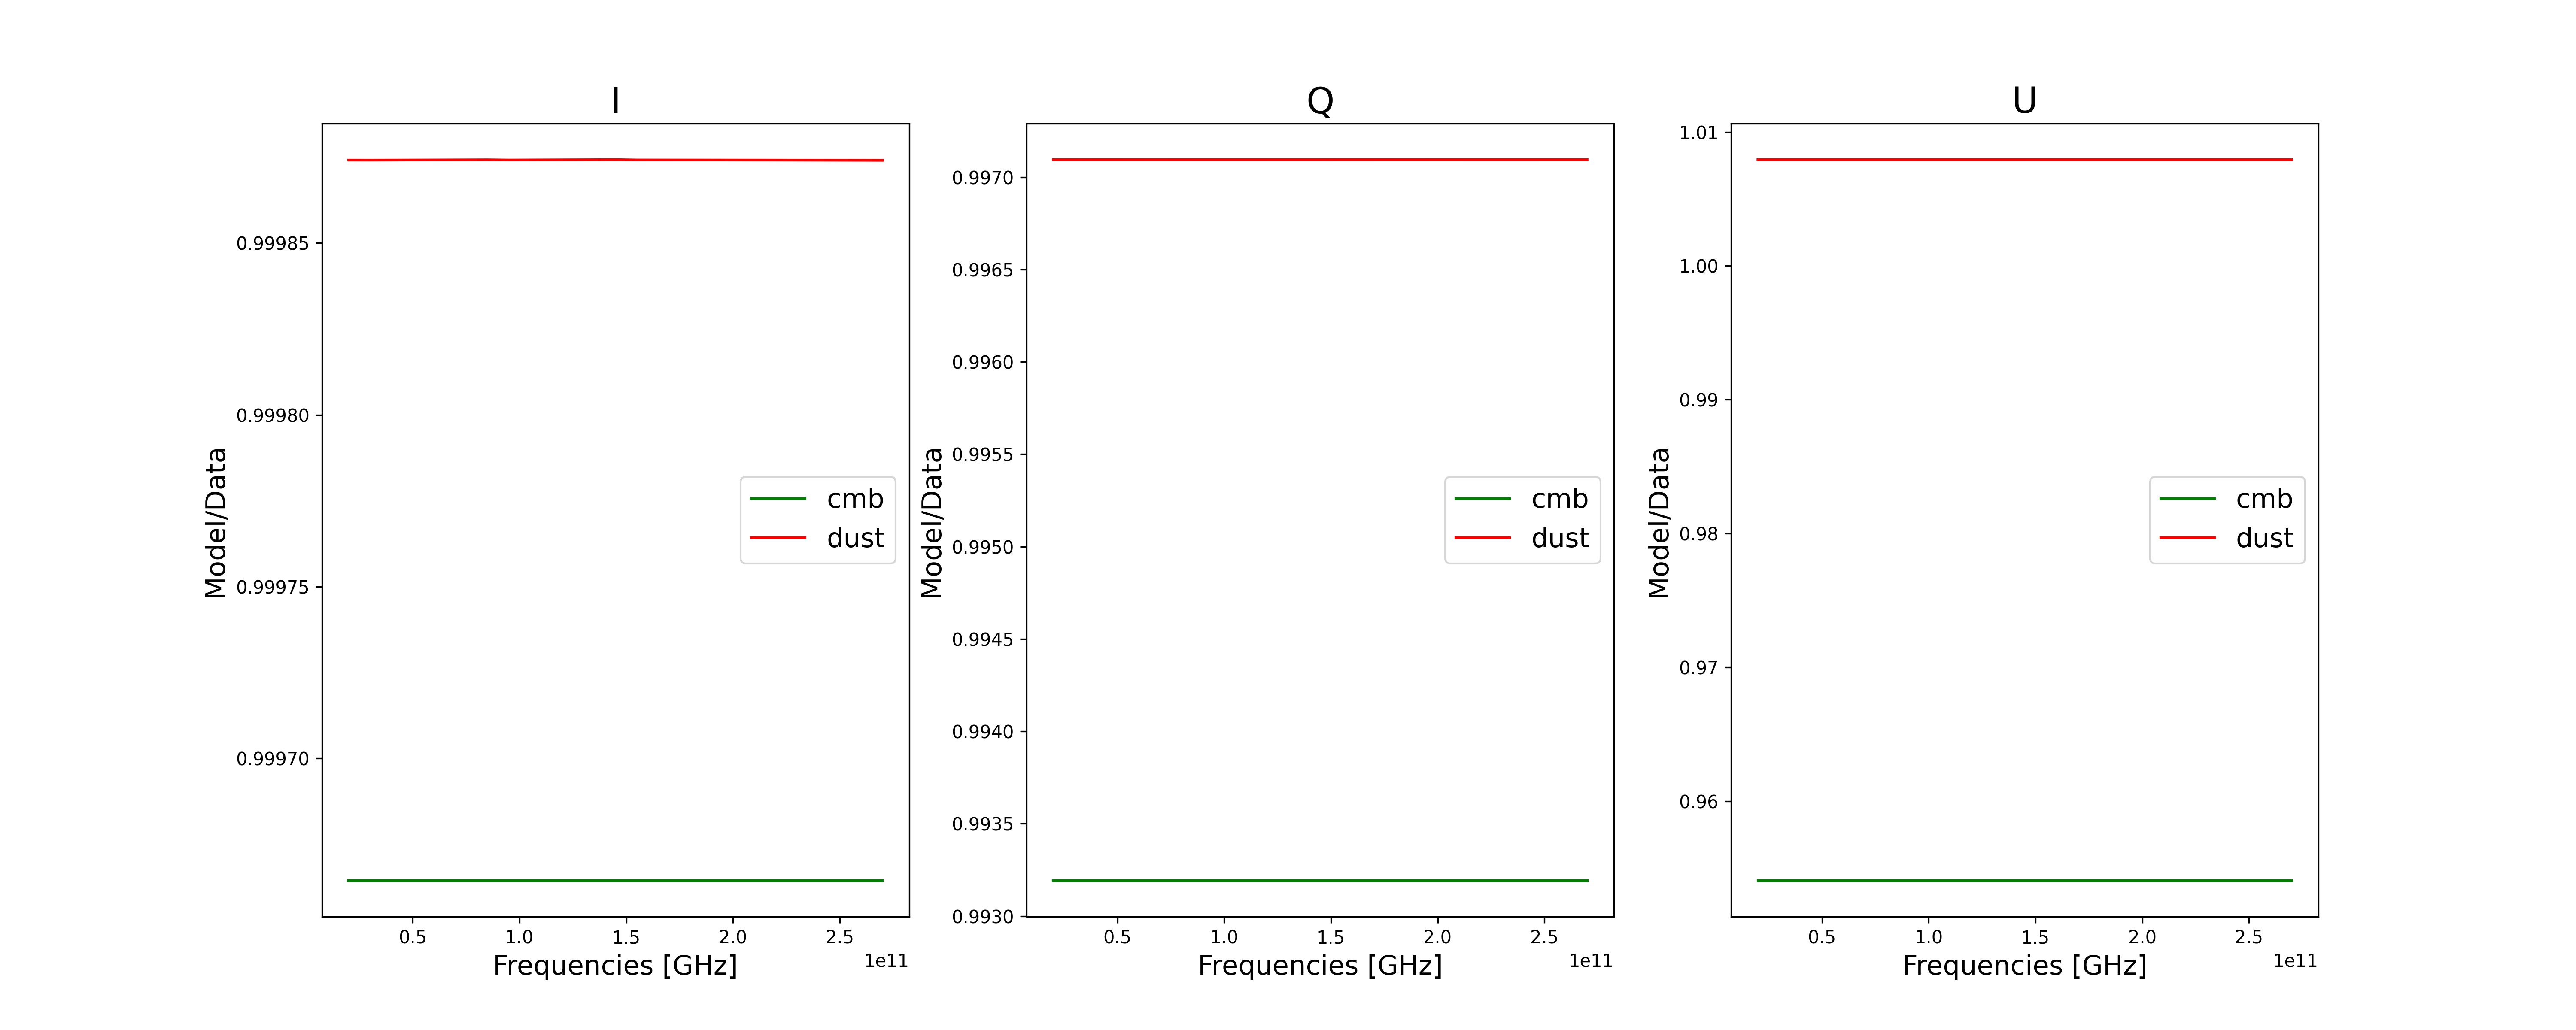 I
Model/Data
0.99985
0.99980
0.99975
0.99970
cmb
dust
0.5 1.0 1.5 2.0 2.5
Frequencies [GHz]
1e11
Q
Model/Data
0.9970
0.9965
0.9960
0.9955
0.9950
0.9945
0.9940
0.9935
0.9930
cmb
dust
0.5 1.0 1.5 2.0 2.5
Frequencies [GHz]
1e11
U
Model/Data
1.01
1.00
0.99
0.98
0.97
0.96
cmb
dust
0.5 1.0 1.5 2.0 2.5
Frequencies [GHz]
1e11